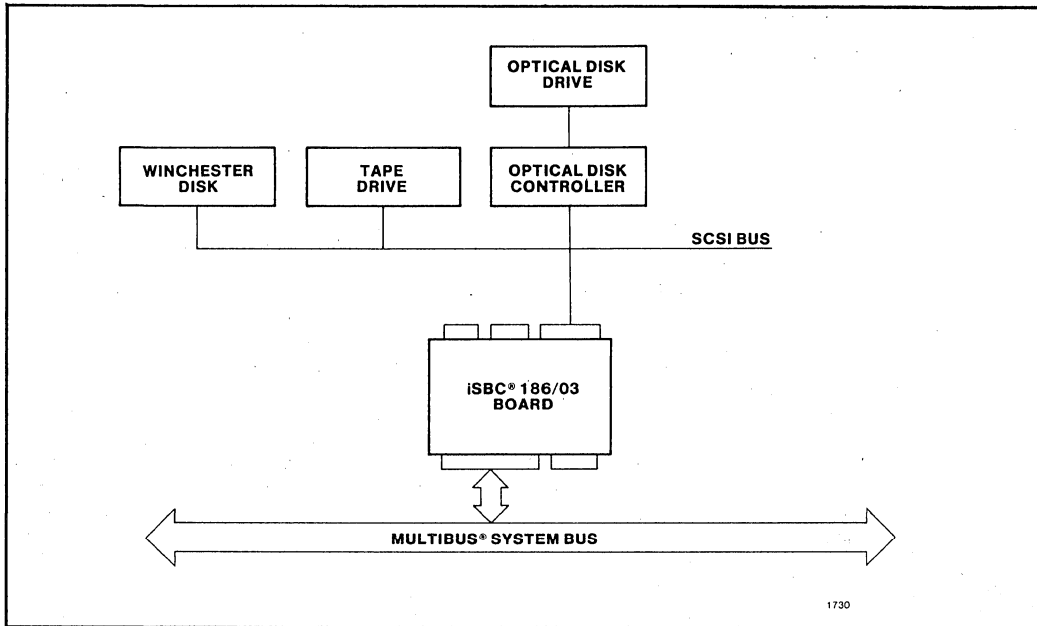 OPTICAL DISK
DRIVE
WINCHESTER
DISK
TAPE
DRIVE
OPTICAL DISK
CONTROLLER
SCSI BUS
iSBC® 186/03
BOARD
MULTIBUS® SYSTEM BUS
1730